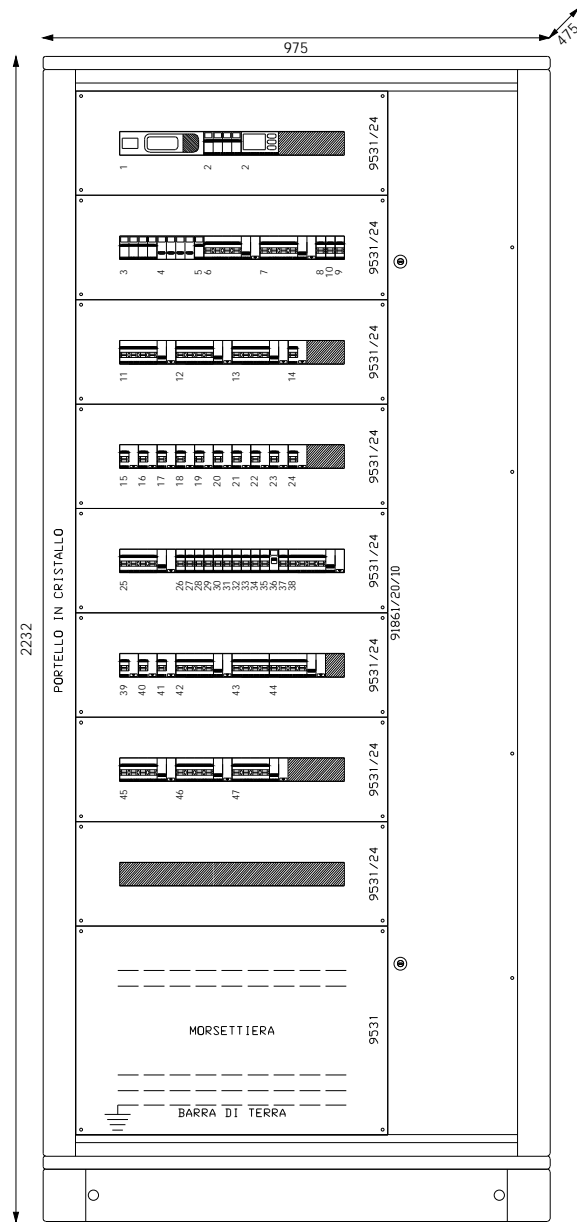 975
475
9531/24
1 2 2
9531/24
3 4 5 6 7 8 10 9
9531/24
11 12 13 14
9531/24
15 16 17 18 19 20 21 22 23 24
9531/24
25 26 27 28 29 30 31 32 33 34 35 36 37 38
PORTELLO IN CRISTALLO
2232
91861/20/10
9531/24
39 40 41 42 43 44
9531/24
45 46 47
9531/24
MORSETTIERA
9531
BARRA DI TERRA